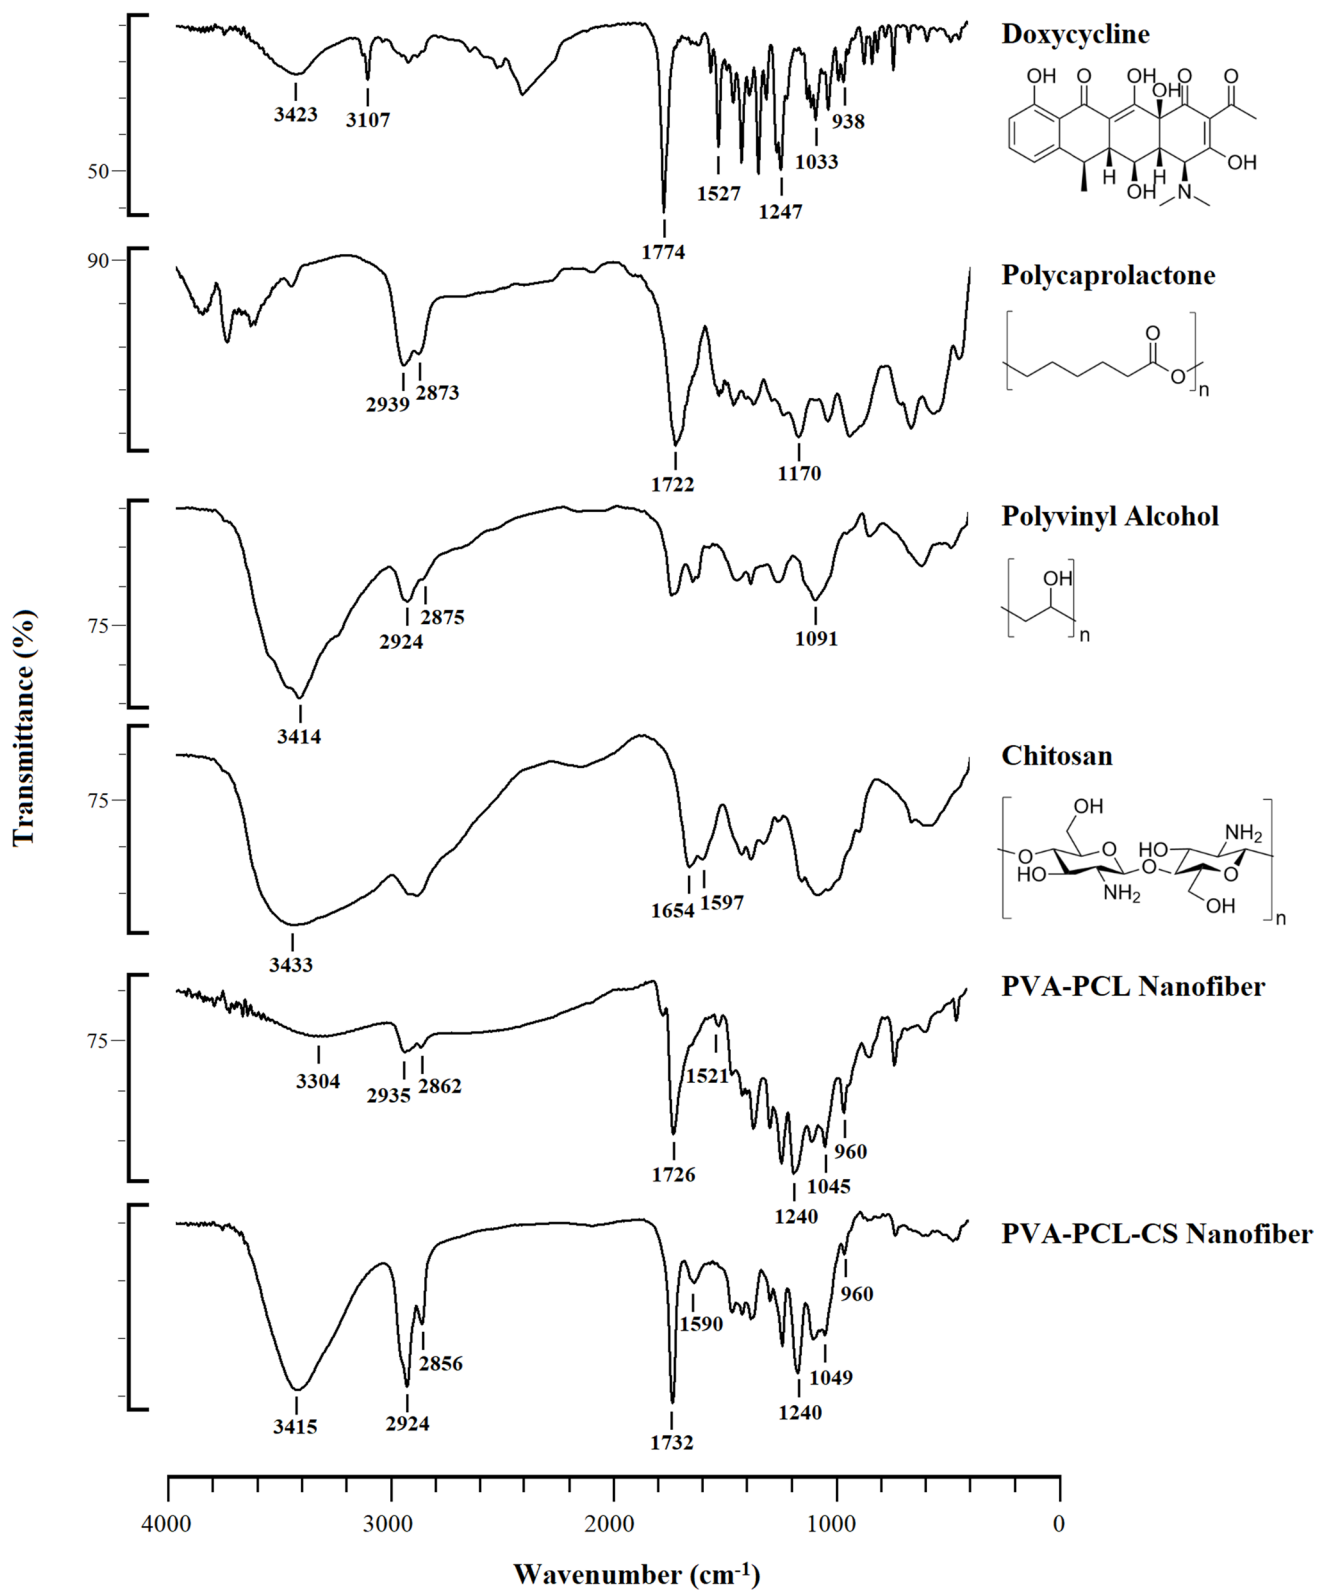 Doxycycline
OH O OH OH O O
H OH H N OH
3423
3107
938
1033
50
1527
1247
1774
90
Polycaprolactone
O
O n
2939
2873
1722
1170
Polyvinyl Alcohol
OH
n
75
2924
2875
1091
3414
Transmittance (%)
Chitosan
75
OH
O O HO NH2
HO NH2 O O
OH n
1654
1597
3433
PVA-PCL Nanofiber
75
3304
2935
2862
1521
1726
960
1045
1240
PVA-PCL-CS Nanofiber
960
1590
2856
1049
3415
2924
1240
1732
4000 3000 2000 1000 0
Wavenumber (cm-1)